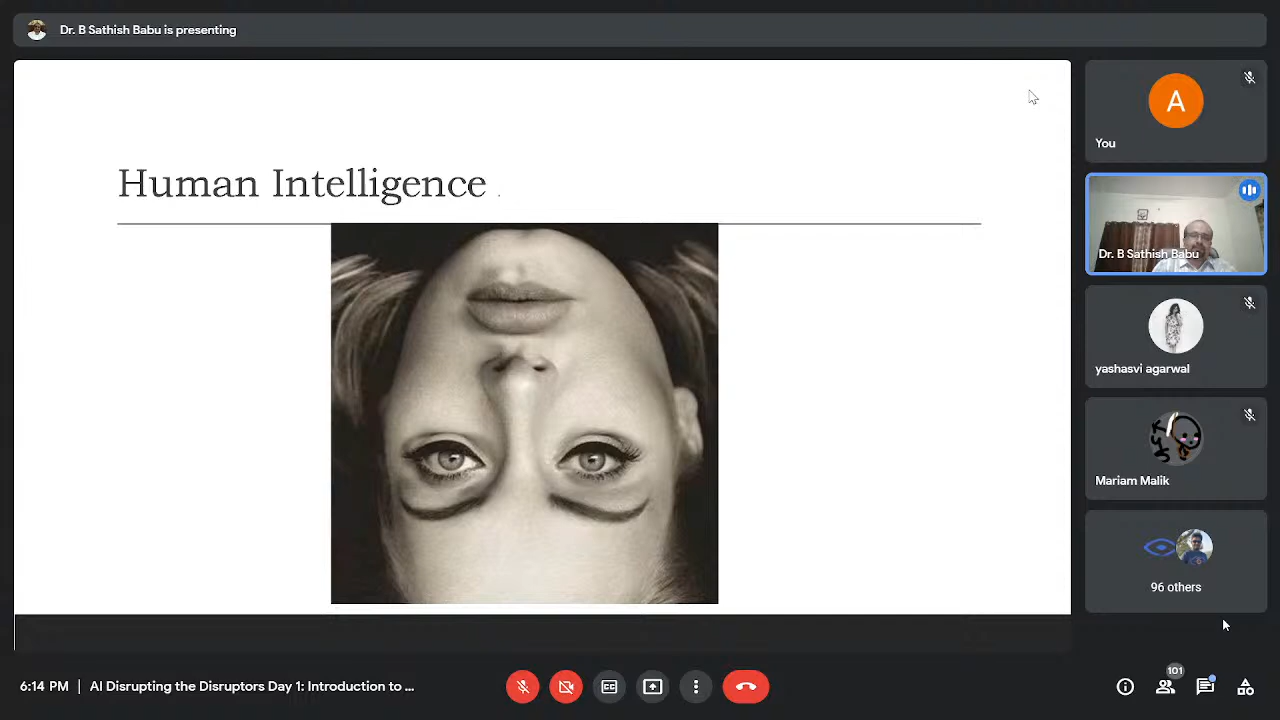 Dr. B Sathish Babu is presenting
Human Intelligence .
A
You
Dr. B Sathish Babu
yashasvi agarwal
Mariam Malik
96 others
6:14 PM | AI Disrupting the Disruptors Day 1: Introduction to ...
CC
101